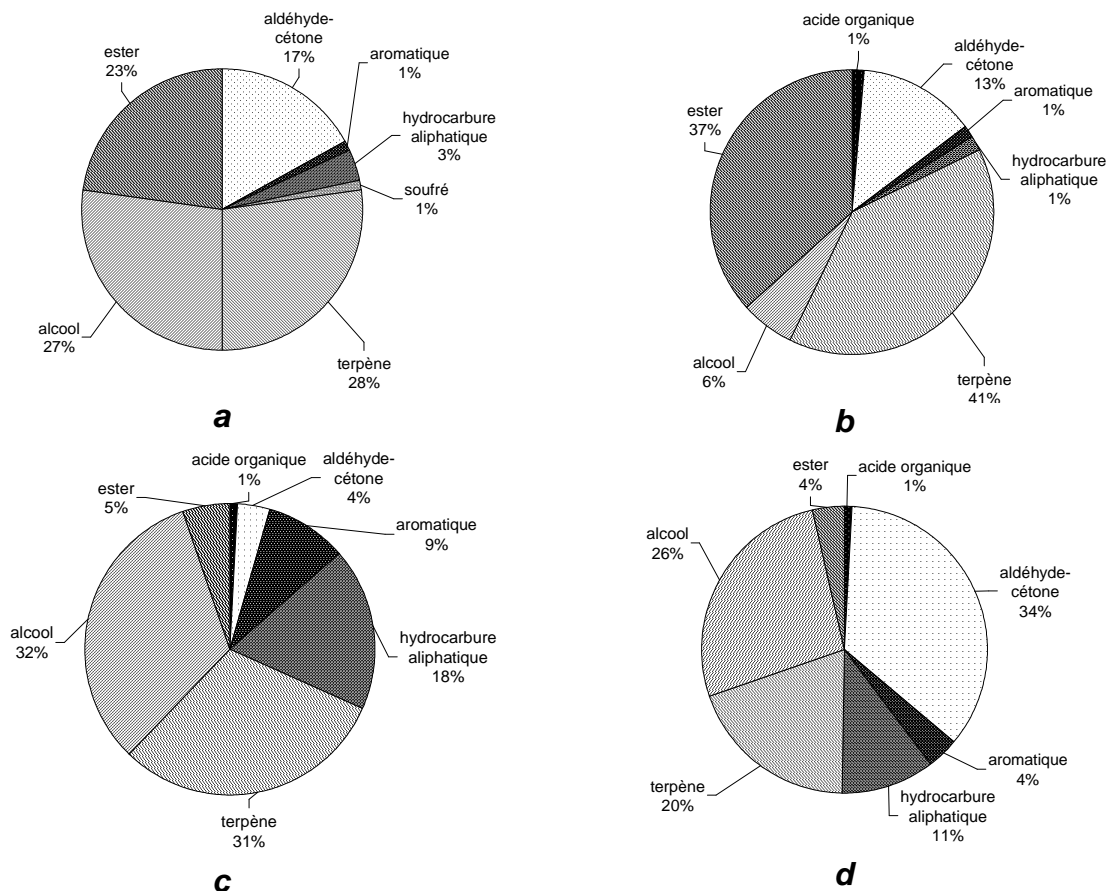 aldéhyde-
cétone
17%
aromatique
1%
hydrocarbure
aliphatique
3%
soufré
1%
terpène
28%
alcool
27%
ester
23%
a
acide organique
1%
aldéhyde-
cétone
13%
aromatique
1%
hydrocarbure
aliphatique
1%
terpène
41%
alcool
6%
ester
37%
b
acide organique
1%
aldéhyde-
cétone
4%
aromatique
9%
hydrocarbure
aliphatique
18%
terpène
31%
alcool
32%
ester
5%
c
acide organique
1%
aldéhyde-
cétone
34%
aromatique
4%
hydrocarbure
aliphatique
11%
terpène
20%
alcool
26%
ester
4%
d